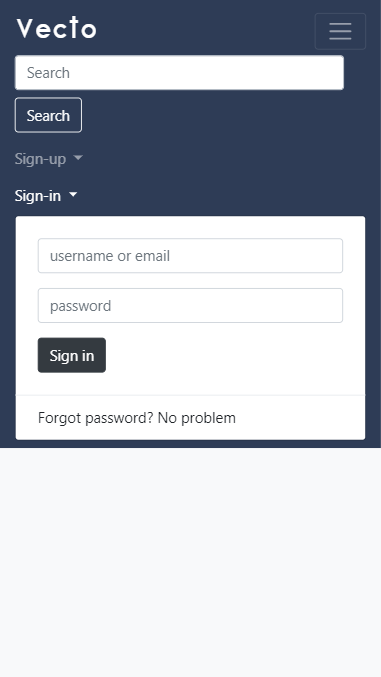 Vecto
Search
Search
Sign-up
Sign-in
username or email
password
Sign in
Forgot password? No problem